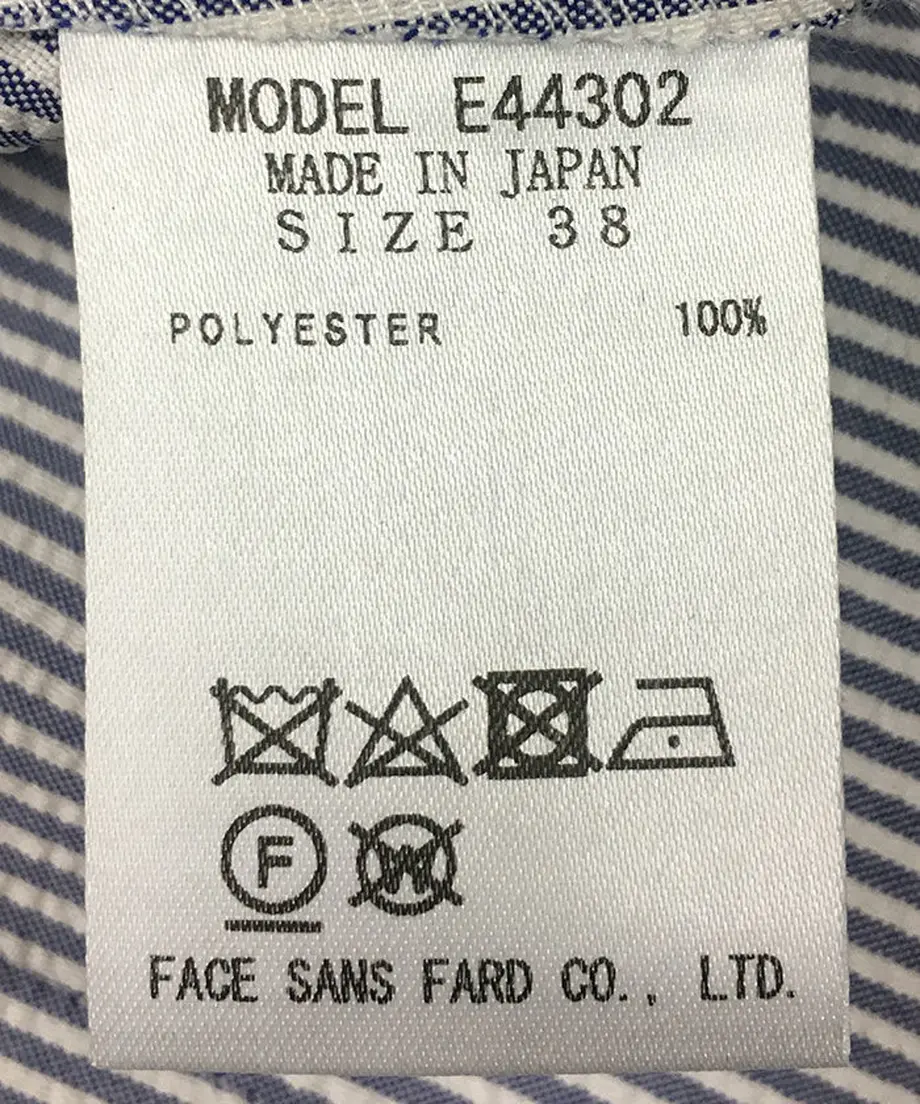 MODEL E44302
MADE IN JAPAN
SIZE 38
POLYESTER 100%
F W
FACE SANS FARD CO., LTD.